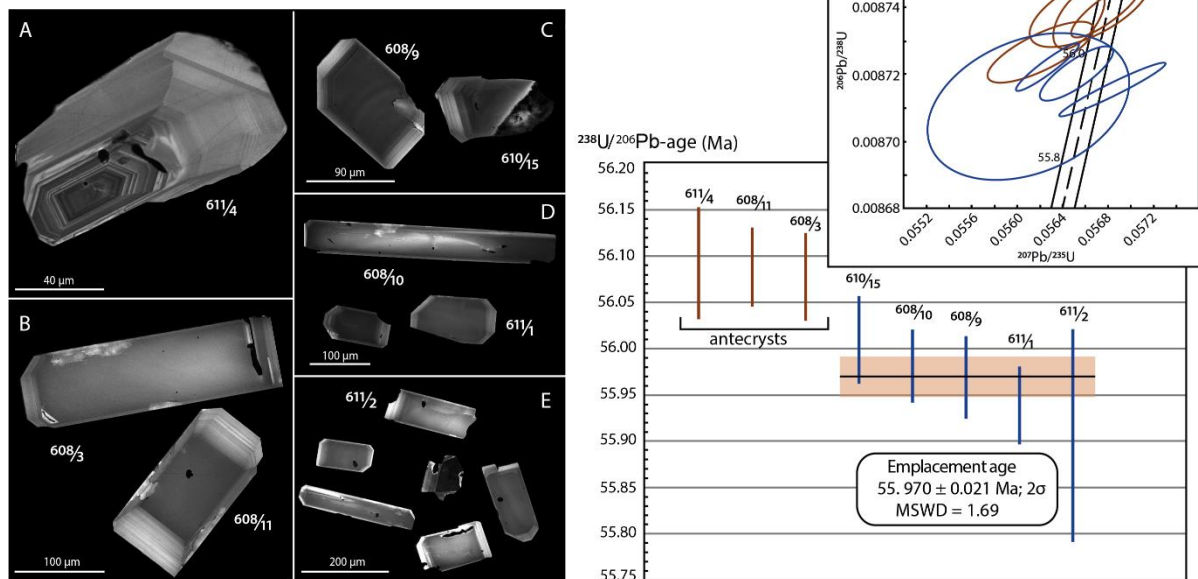 A
⁶¹¹⁄₄
40 µm
B
⁶⁰⁸⁄₃
⁶⁰⁸⁄₁₁
100 µm
C
⁶⁰⁸⁄₉
⁶¹⁰⁄₁₅
90 µm
D
⁶⁰⁸⁄₁₀
⁶¹¹⁄₁
100 µm
⁶¹¹⁄₂
E
200 µm
²³⁸U/²⁰⁶Pb-age (Ma)
56.20
56.15
56.10
56.05
56.00
55.95
55.90
55.85
55.80
55.75
⁶¹¹⁄₄
⁶⁰⁸⁄₁₁
⁶⁰⁸⁄₃
antecrysts
⁶¹⁰⁄₁₅
⁶⁰⁸⁄₁₀
⁶⁰⁸⁄₉
⁶¹¹⁄₁
⁶¹¹⁄₂
Emplacement age
55. 970 ± 0.021 Ma; 2σ
MSWD = 1.69
²⁰⁶Pb/²³⁸U
0.00874
0.00872
0.00870
0.00868
56.0
55.8
0.0552
0.0556
0.0560
0.0564
0.0568
0.0572
²⁰⁷Pb/²³⁵U